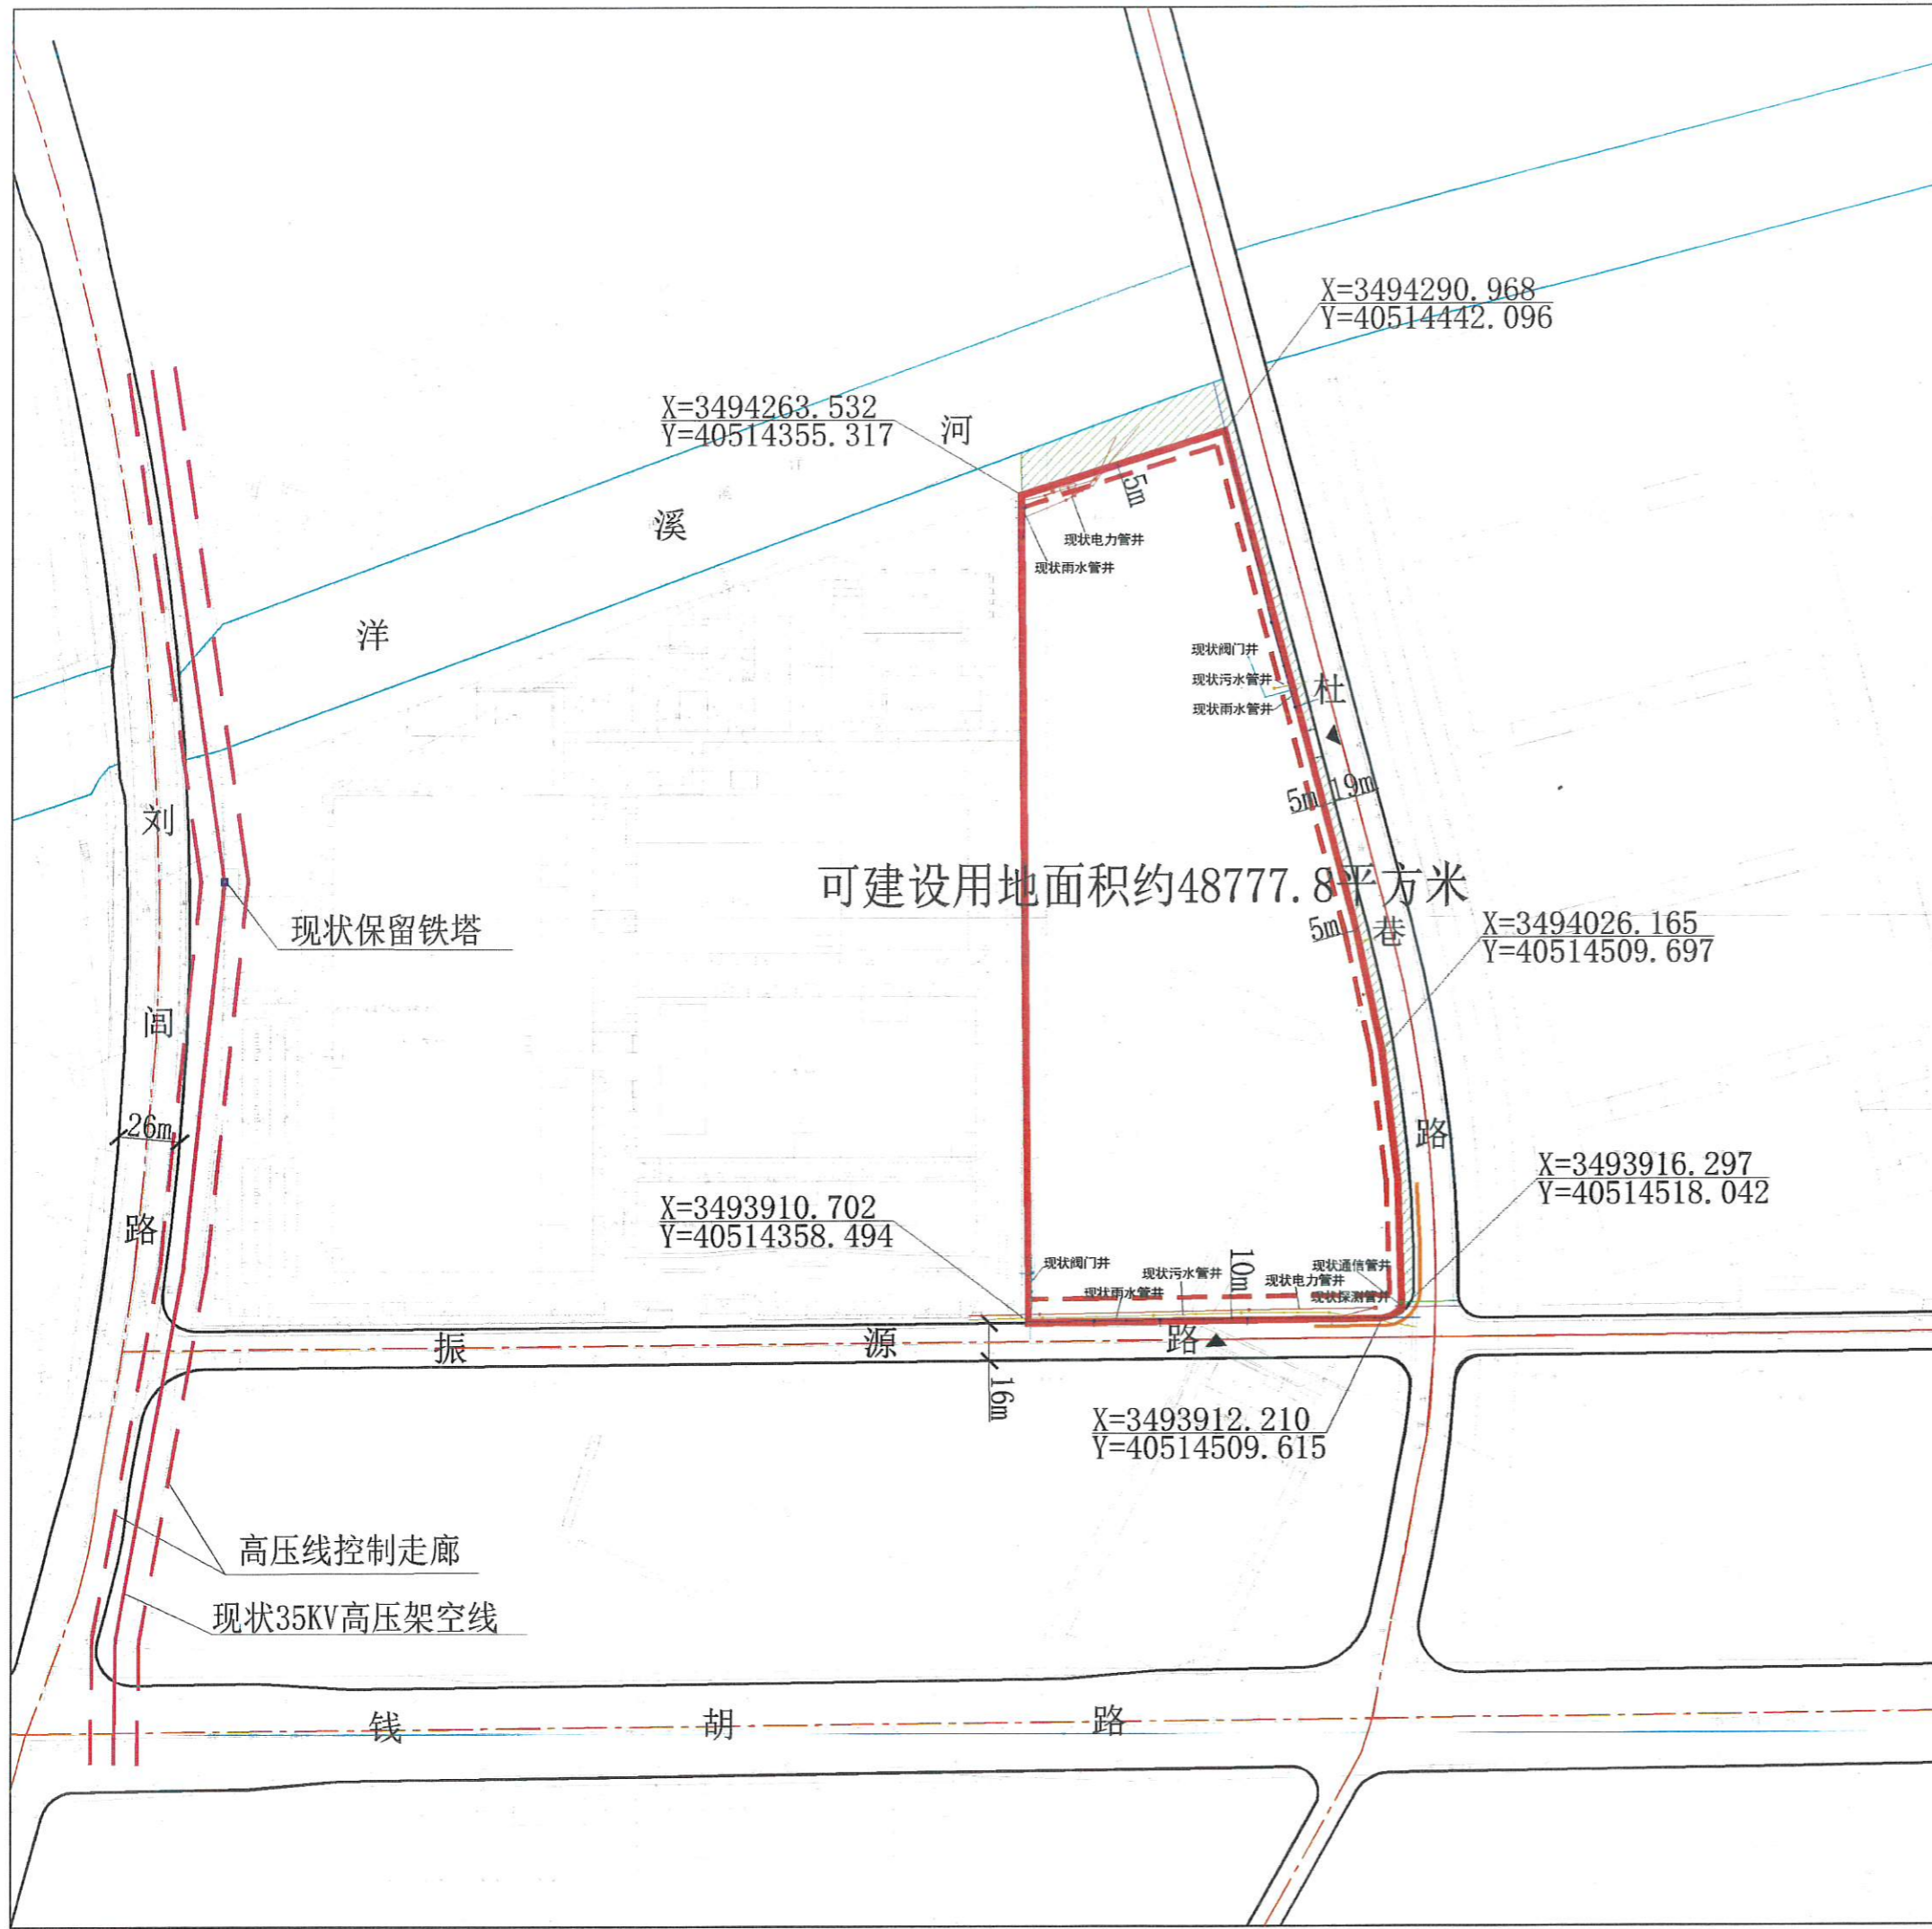 X=3494290.968
Y=40514442.096
X=3494263.532
Y=40514355.317
河
溪
洋
5m
现状电力管井
现状雨水管井
现状阀门井
现状污水管井
现状雨水管井
杜
5m 19m
刘
可建设用地面积约48777.8平方米
现状保留铁塔
5m
巷
X=3494026.165
Y=40514509.697
闾
26m
路
路
X=3493916.297
Y=40514518.042
X=3493910.702
Y=40514358.494
现状阀门井
现状雨水管井
现状污水管井
10m
现状电力管井
现状通信管井
现状探测管井
振 源 路
16m
X=3493912.210
Y=40514509.615
高压线控制走廊
现状35KV高压架空线
钱 胡 路